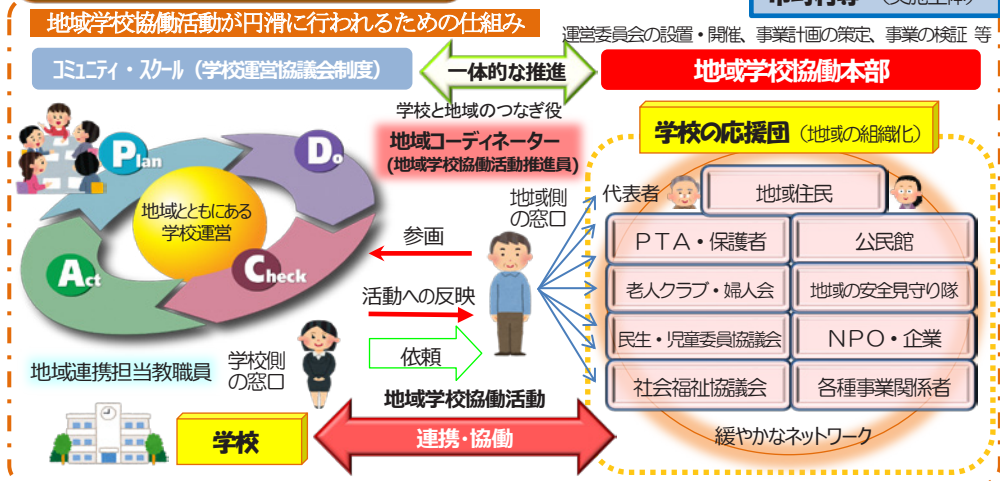 地域学校協働活動が円滑に行われるための仕組み
運営委員会の設置・開催、事業計画の策定、事業の検証 等
コミュニティ・スクール（学校運営協議会制度）
一体的な推進
地域学校協働本部
学校と地域のつなぎ役
地域コーディネーター
(地域学校協働活動推進員)
学校の応援団（地域の組織化）
Plan
Do
Check
Act
地域とともにある
学校運営
地域側
の窓口
代表者
地域住民
PTA・保護者
公民館
老人クラブ・婦人会
地域の安全見守り隊
民生・児童委員協議会
NPO・企業
社会福祉協議会
各種事業関係者
緩やかなネットワーク
参画
活動への反映
依頼
地域連携担当教職員
学校側
の窓口
地域学校協働活動
連携・協働
学校